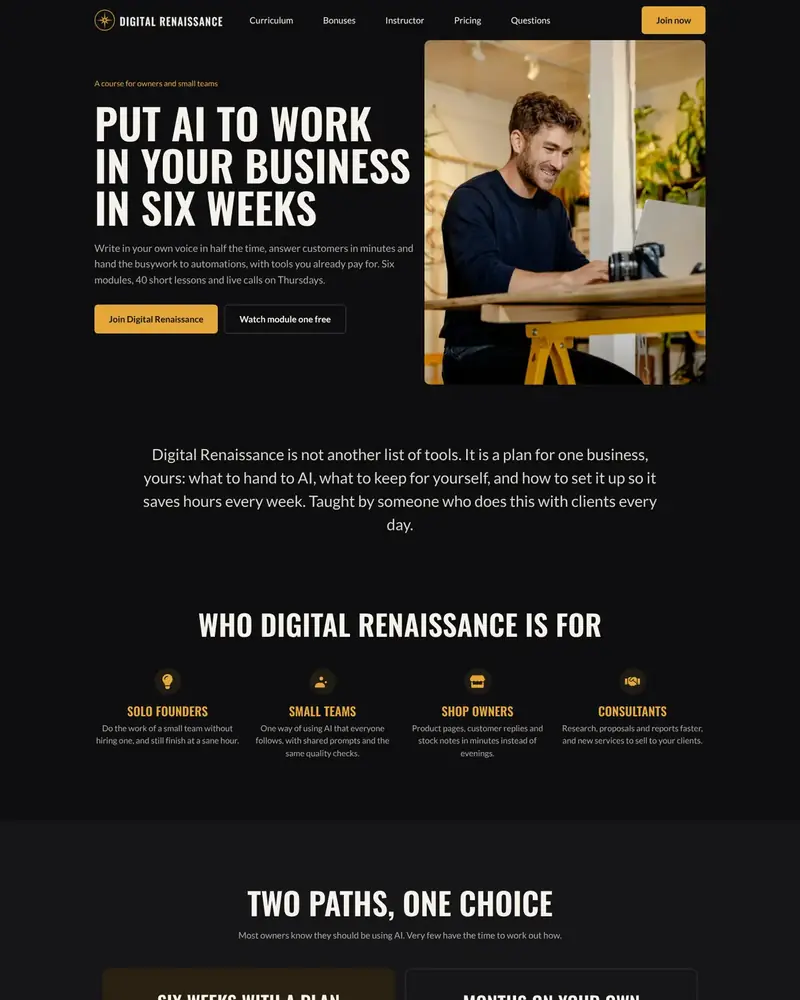 DIGITAL RENAISSANCE
Curriculum
Bonuses
Instructor
Pricing
Questions
Join now
A course for owners and small teams
PUT AI TO WORK
IN YOUR BUSINESS
IN SIX WEEKS
Write in your own voice in half the time, answer customers in minutes and
hand the busywork to automations, with tools you already pay for. Six
modules, 40 short lessons and live calls on Thursdays.
Join Digital Renaissance
Watch module one free
Digital Renaissance is not another list of tools. It is a plan for one business,
yours: what to hand to AI, what to keep for yourself, and how to set it up so it
saves hours every week. Taught by someone who does this with clients every
day.
WHO DIGITAL RENAISSANCE IS FOR
SOLO FOUNDERS
Do the work of a small team without
hiring one, and still finish at a sane hour.
SMALL TEAMS
One way of using AI that everyone
follows, with shared prompts and the
same quality checks.
SHOP OWNERS
Product pages, customer replies and
stock notes in minutes instead of
evenings.
CONSULTANTS
Research, proposals and reports faster,
and new services to sell to your clients.
TWO PATHS, ONE CHOICE
Most owners know they should be using AI. Very few have the time to work out how.
SIX WEEKS WITH A PLAN
MONTHS ON YOUR OWN